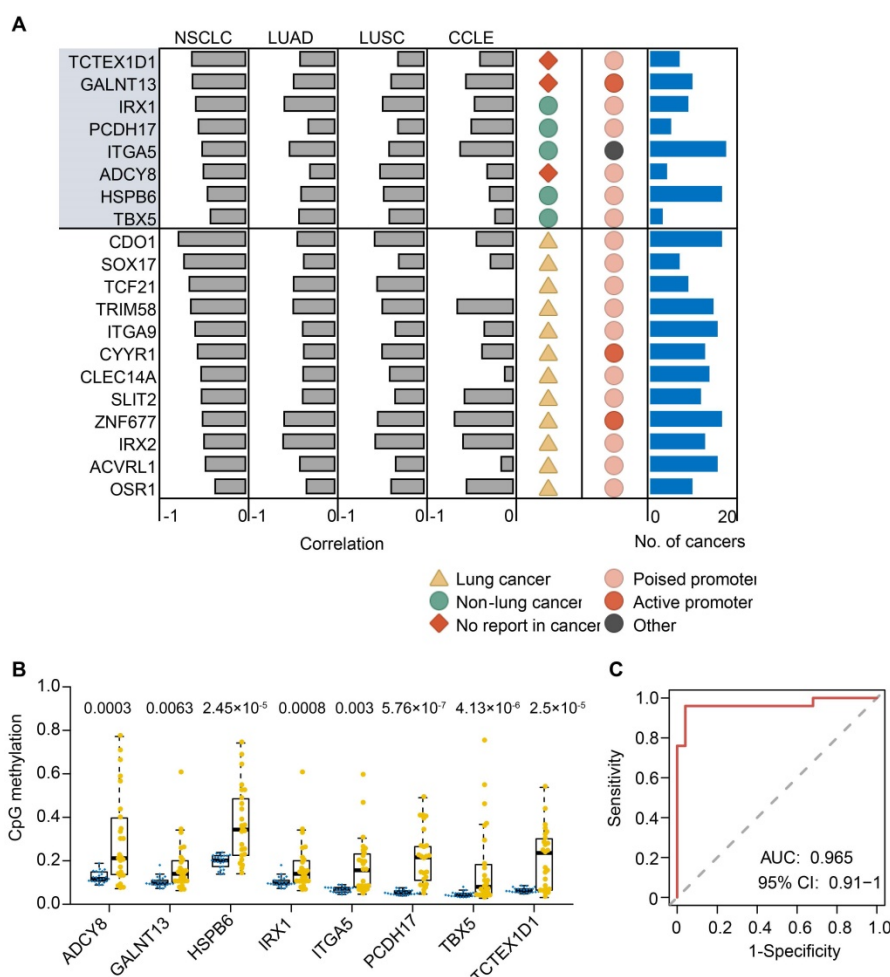 A
NSCLC LUAD LUSC CCLE
TCTEX1D1
GALNT13
IRX1
PCDH17
ITGA5
ADCY8
HSPB6
TBX5
CDO1
SOX17
TCF21
TRIM58
ITGA9
CYYR1
CLEC14A
SLIT2
ZNF677
IRX2
ACVRL1
OSR1
-1 0 -1 0 -1 0 -1 0 0 20
Correlation No. of cancers
Lung cancer Poised promoter
Non-lung cancer Active promoter
No report in cancer Other
B
1.0
0.8
0.6
0.4
0.2
0.0
CpG methylation
0.0003 0.0063 2.45×10⁻⁵ 0.0008 0.003 5.76×10⁻⁷ 4.13×10⁻⁶ 2.5×10⁻⁵
ADCY8 GALNT13 HSPB6 IRX1 ITGA5 PCDH17 TBX5 TCTEX1D1
C
1.0
0.8
0.6
0.4
0.2
0
Sensitivity
AUC: 0.965
95% CI: 0.91−1
0 0.2 0.4 0.6 0.8 1.0
1-Specificity